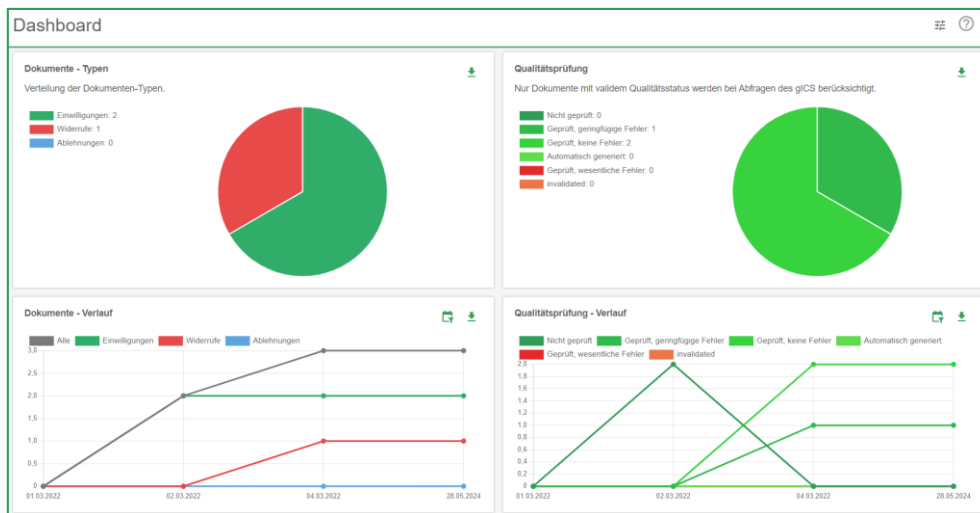 Dashboard
Dokumente - Typen
Verteilung der Dokumenten-Typen.
Einwilligungen: 2
Widerrufe: 1
Ablehnungen: 0
Qualitätsprüfung
Nur Dokumente mit validem Qualitätsstatus werden bei Abfragen des gICS berücksichtigt.
Nicht geprüft: 0
Geprüft, geringfügige Fehler: 1
Geprüft, keine Fehler: 2
Automatisch generiert: 0
Geprüft, wesentliche Fehler: 0
invalidated: 0
Dokumente - Verlauf
Alle Einwilligungen Widerrufe Ablehnungen
3,0
2,5
2,0
1,5
1,0
0,5
0
01.03.2022 02.03.2022 04.03.2022 28.05.2024
Qualitätsprüfung - Verlauf
Nicht geprüft Geprüft, geringfügige Fehler Geprüft, keine Fehler Automatisch generiert
Geprüft, wesentliche Fehler invalidated
2,0
1,8
1,6
1,4
1,2
1,0
0,8
0,6
0,4
0,2
0
01.03.2022 02.03.2022 04.03.2022 28.05.2024